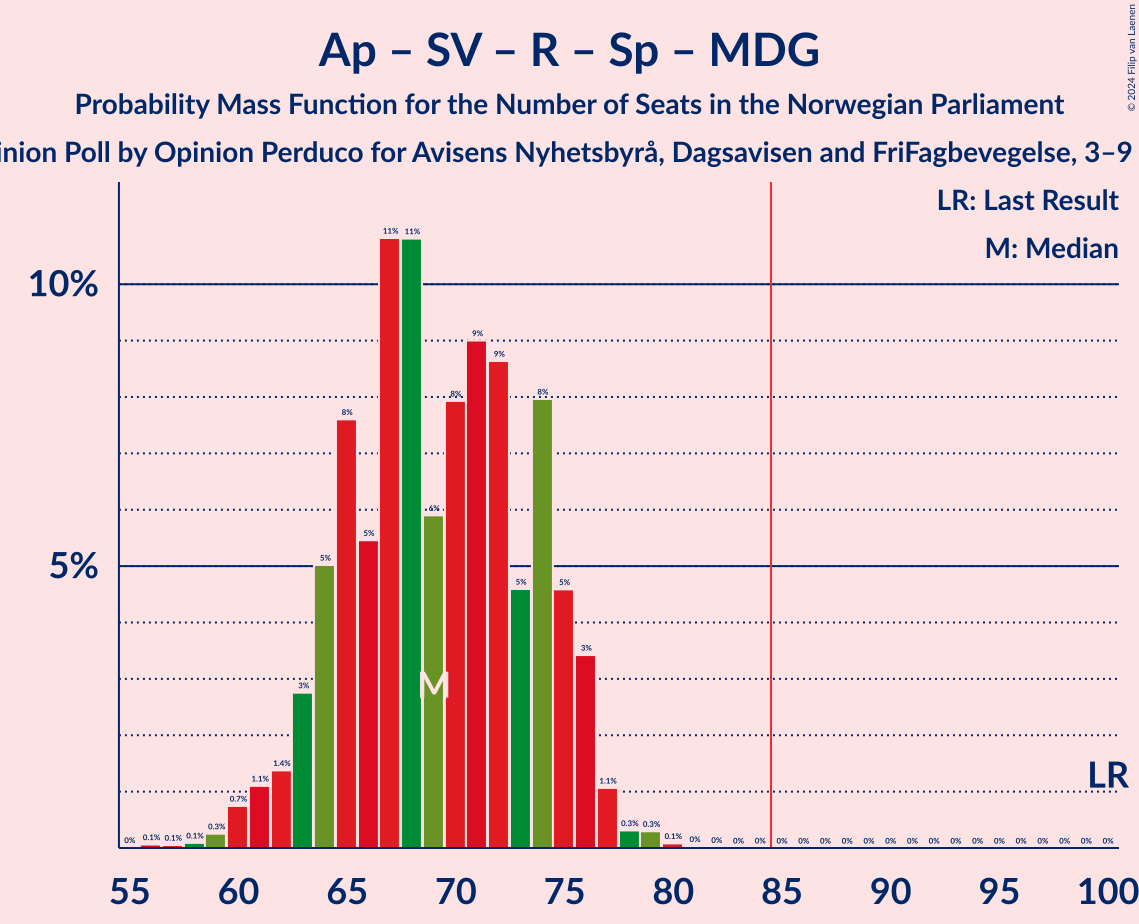 Ap – SV – R – Sp – MDG
Probability Mass Function for the Number of Seats in the Norwegian Parliament
inion Poll by Opinion Perduco for Avisens Nyhetsbyrå, Dagsavisen and FriFagbevegelse, 3–9
© 2024 Filip van Laenen
LR: Last Result
M: Median
10%
5%
0% 0.1% 0.1% 0.1% 0.3% 0.7% 1.1% 1.4% 3% 5% 8% 5% 11% 11% 6% 8% 9% 9% 5% 8% 5% 3% 1.1% 0.3% 0.3% 0.1% 0% 0% 0% 0% 0% 0% 0% 0% 0% 0% 0% 0% 0% 0% 0% 0% 0% 0% 0% 0%
M
LR
55 60 65 70 75 80 85 90 95 100